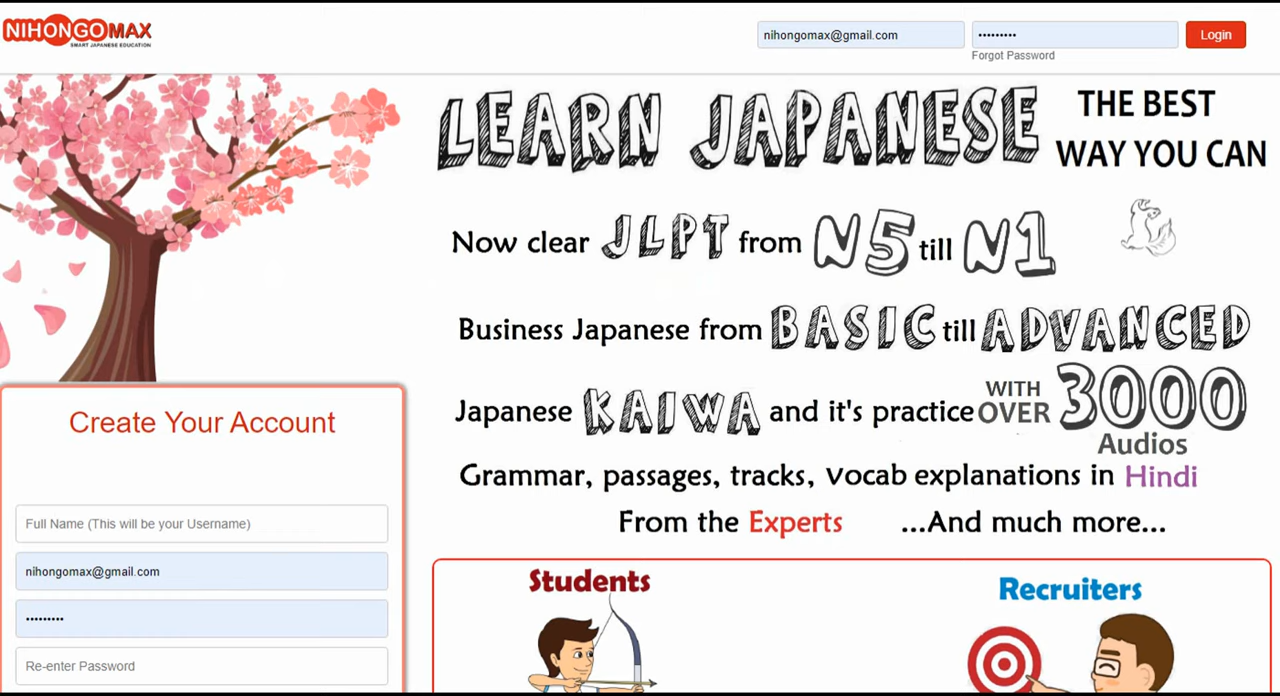 NIHONGOMAX
SMART JAPANESE EDUCATION
nihongomax@gmail.com
•••••••••
Login
Forgot Password
LEARN JAPANESE
THE BEST
WAY YOU CAN
Now clear JLPT from N5 till N1
Business Japanese from BASIC till ADVANCED
Japanese KAIWA and it's practice WITH OVER 3000 Audios
Grammar, passages, tracks, vocab explanations in Hindi
From the Experts ...And much more...
Create Your Account
Full Name (This will be your Username)
nihongomax@gmail.com
•••••••••
Re-enter Password
Students
Recruiters